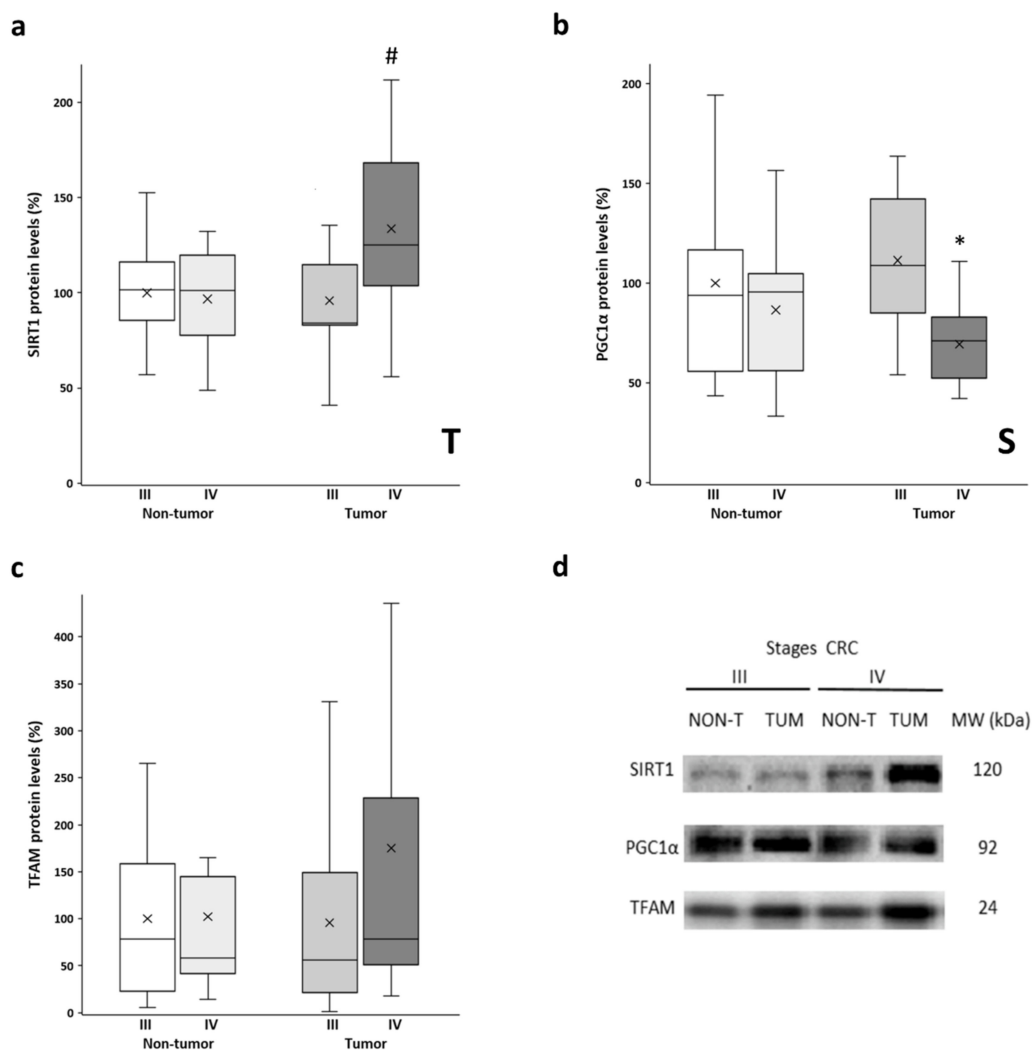 a
#
SIRT1 protein levels (%)
200
150
100
50
0
T
III IV III IV
Non-tumor Tumor
b
*
PGC1α protein levels (%)
200
150
100
50
0
S
III IV III IV
Non-tumor Tumor
c
TFAM protein levels (%)
400
350
300
250
200
150
100
50
0
III IV III IV
Non-tumor Tumor
d
Stages CRC
III IV
NON-T TUM NON-T TUM MW (kDa)
SIRT1 120
PGC1α 92
TFAM 24